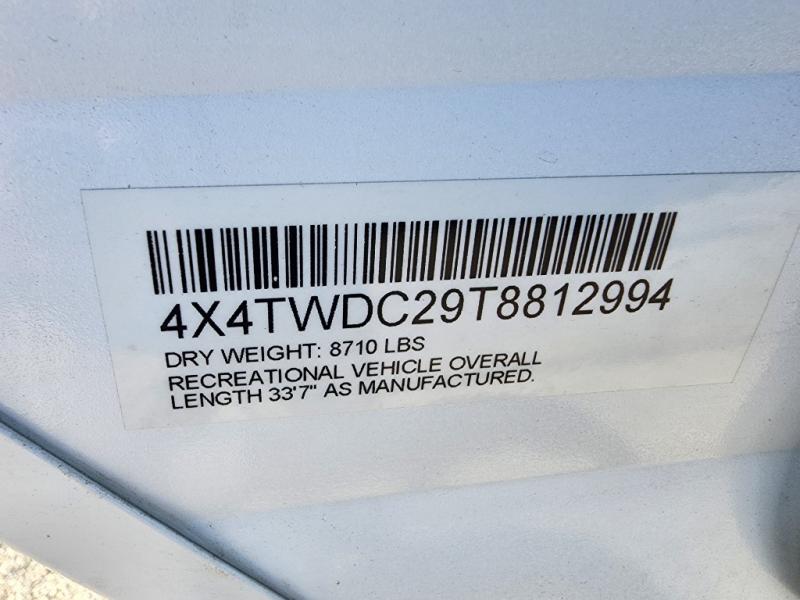 4X4TWDC29T8812994
DRY WEIGHT: 8710 LBS
RECREATIONAL VEHICLE OVERALL
LENGTH 33'7" AS MANUFACTURED.